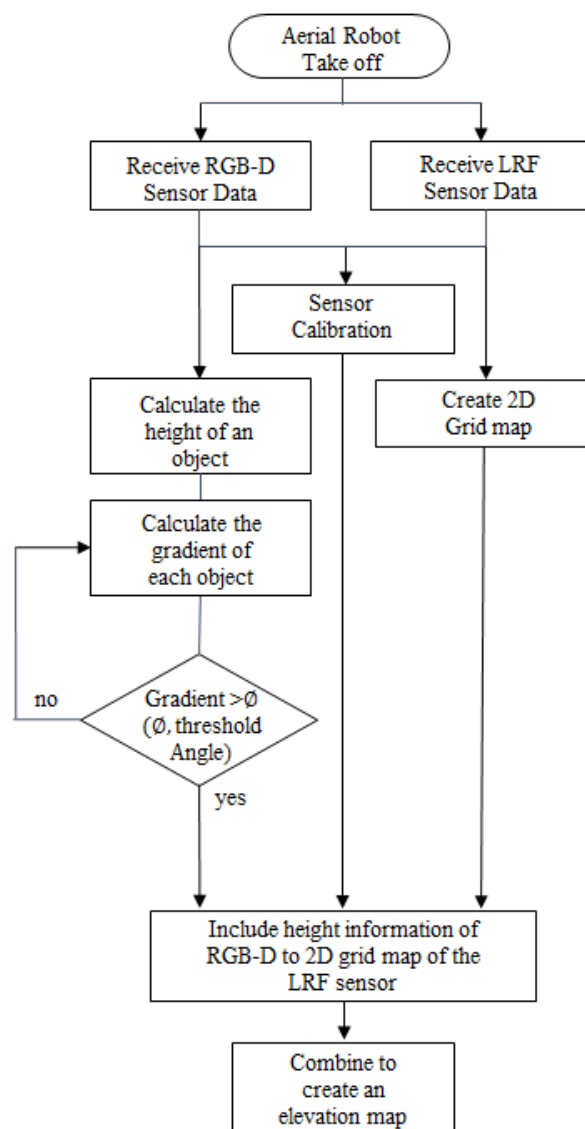 Aerial Robot
Take off
Receive RGB-D
Sensor Data
Receive LRF
Sensor Data
Sensor
Calibration
Calculate the
height of an
object
Create 2D
Grid map
Calculate the
gradient of
each object
no
Gradient >Ø
(Ø, threshold
Angle)
yes
Include height information of
RGB-D to 2D grid map of the
LRF sensor
Combine to
create an
elevation map